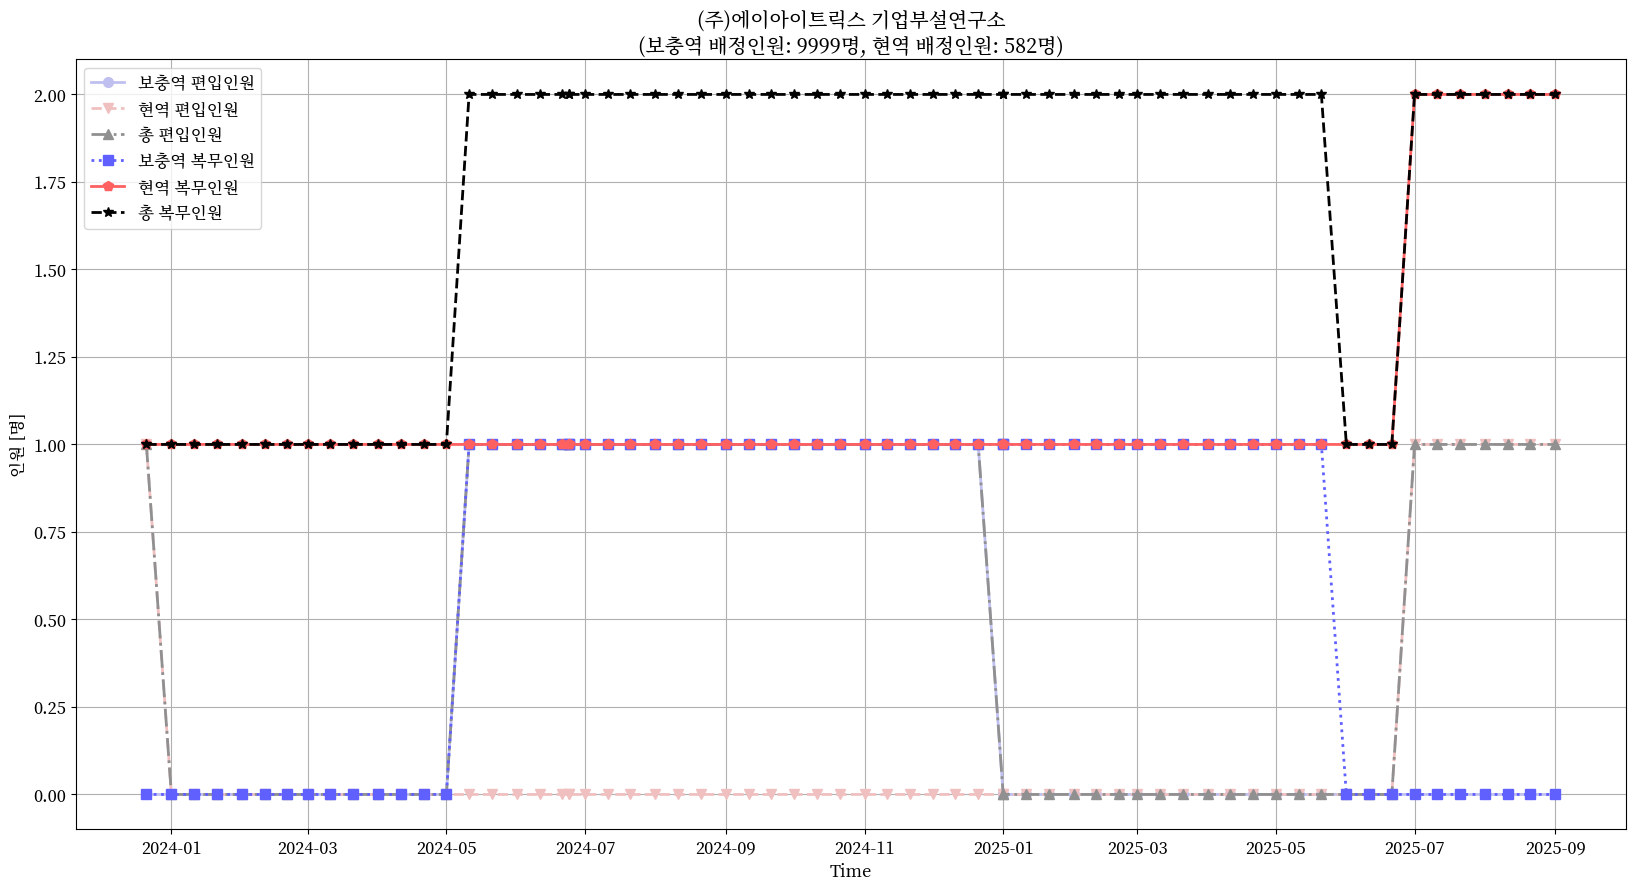 (주)에이아이트릭스 기업부설연구소
(보충역 배정인원: 9999명, 현역 배정인원: 582명)
보충역 편입인원
현역 편입인원
총 편입인원
보충역 복무인원
현역 복무인원
총 복무인원
2.00
1.75
1.50
1.25
1.00
0.75
0.50
0.25
0.00
인원 [명]
2024-01 2024-03 2024-05 2024-07 2024-09 2024-11 2025-01 2025-03 2025-05 2025-07 2025-09
Time